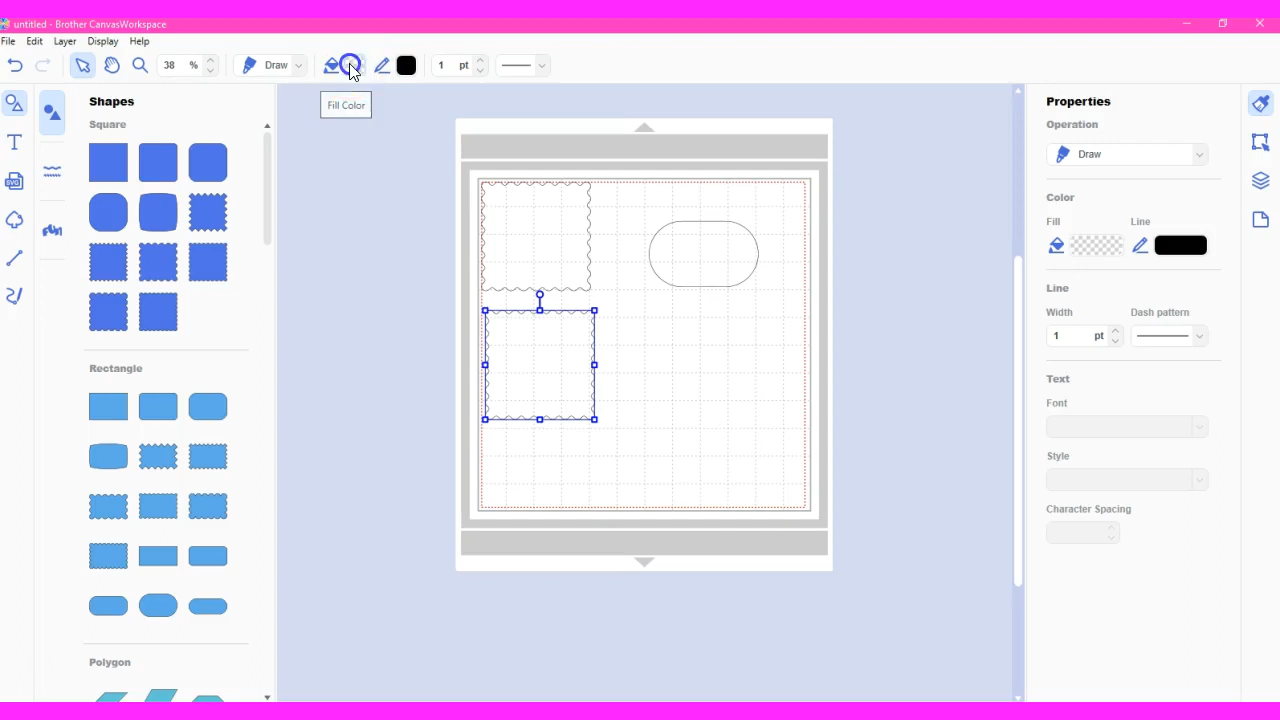 untitled - Brother CanvasWorkspace
File Edit Layer Display Help
38 % Draw 1 pt
Fill Color
Shapes
Square
Rectangle
Polygon
T
SVG
Properties
Operation
Draw
Color
Fill Line
Line
Width Dash pattern
1 pt
Text
Font
Style
Character Spacing